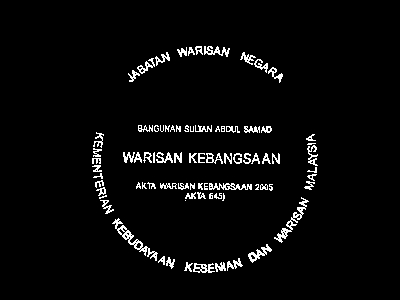 JABATAN WARISAN NEGARA
BANGUNAN SULTAN ABDUL SAMAD
WARISAN KEBANGSAAN
AKTA WARISAN KEBANGSAAN 2005
AKTA 645)
KEMENTERIAN KEBUDAYAAN, KESENIAN DAN WARISAN MALAYSIA